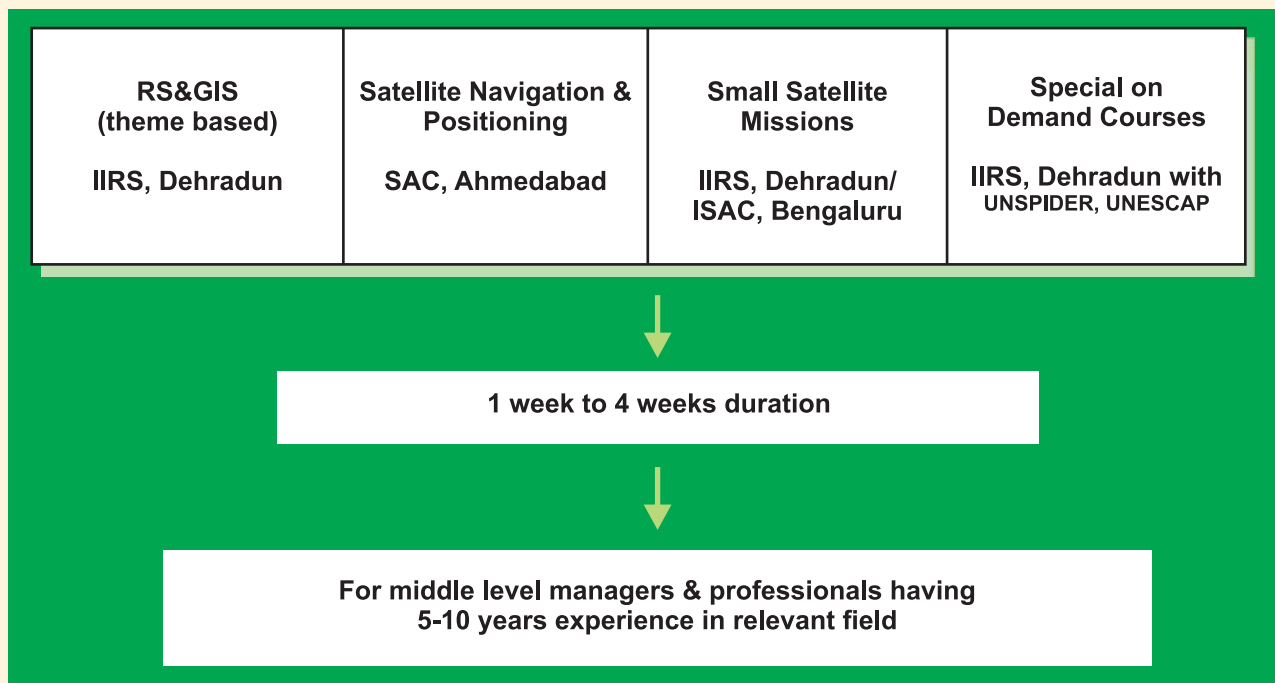 RS&GIS
(theme based)
IIRS, Dehradun
Satellite Navigation &
Positioning
SAC, Ahmedabad
Small Satellite
Missions
IIRS, Dehradun/
ISAC, Bengaluru
Special on
Demand Courses
IIRS, Dehradun with
UNSPIDER, UNESCAP
1 week to 4 weeks duration
For middle level managers & professionals having
5-10 years experience in relevant field